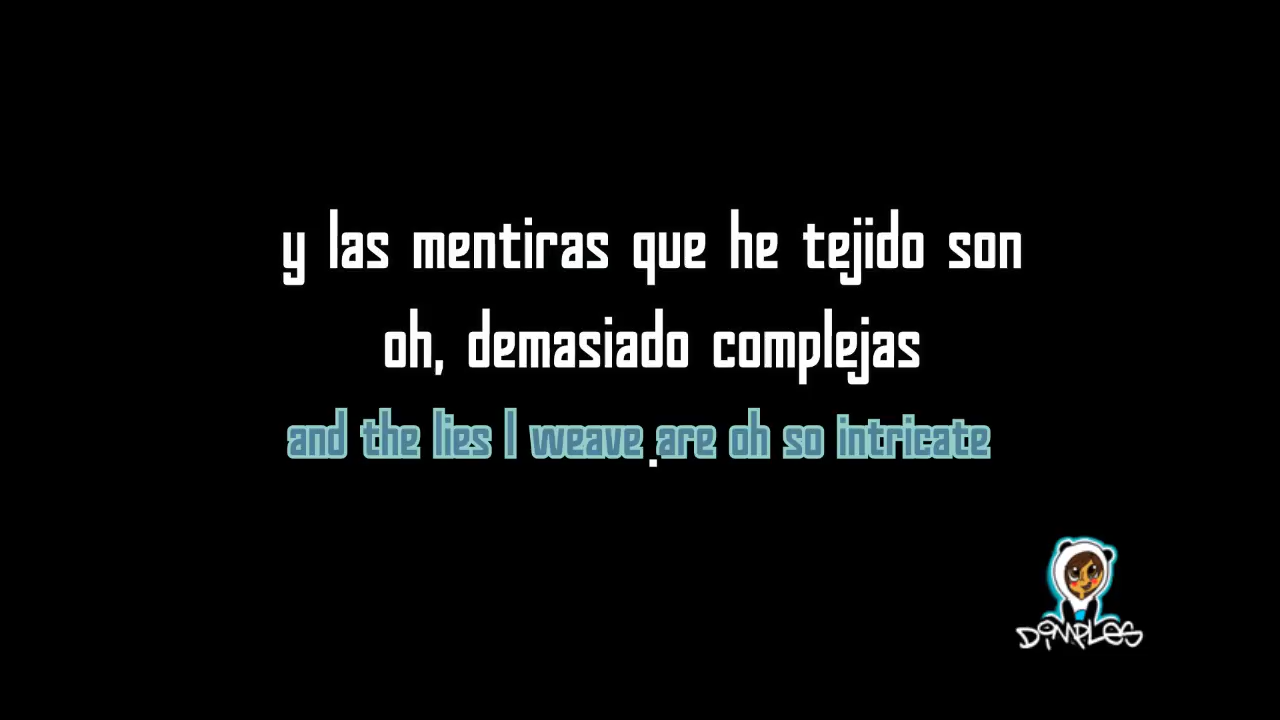 y las mentiras que he tejido son
oh, demasiado complejas
and the lies I weave are oh so intricate
.
DiMPLES